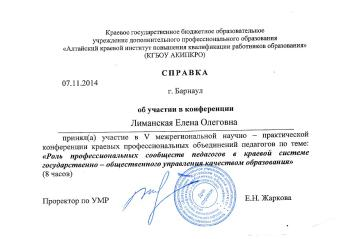 Краевое государственное бюджетное образовательное
учреждение дополнительного профессионального образования
«Алтайский краевой институт повышения квалификации работников образования»
(КГБОУ АКИПКРО)
СПРАВКА
07.11.2014
г. Барнаул
об участии в конференции
Лиманская Елена Олеговна
принял(а) участие в V межрегиональной научно – практической
конференции краевых профессиональных объединений педагогов по теме:
«Роль профессиональных сообществ педагогов в краевой системе
государственно – общественного управления качеством образования»
(8 часов)
Проректор по УМР
Е.Н. Жаркова